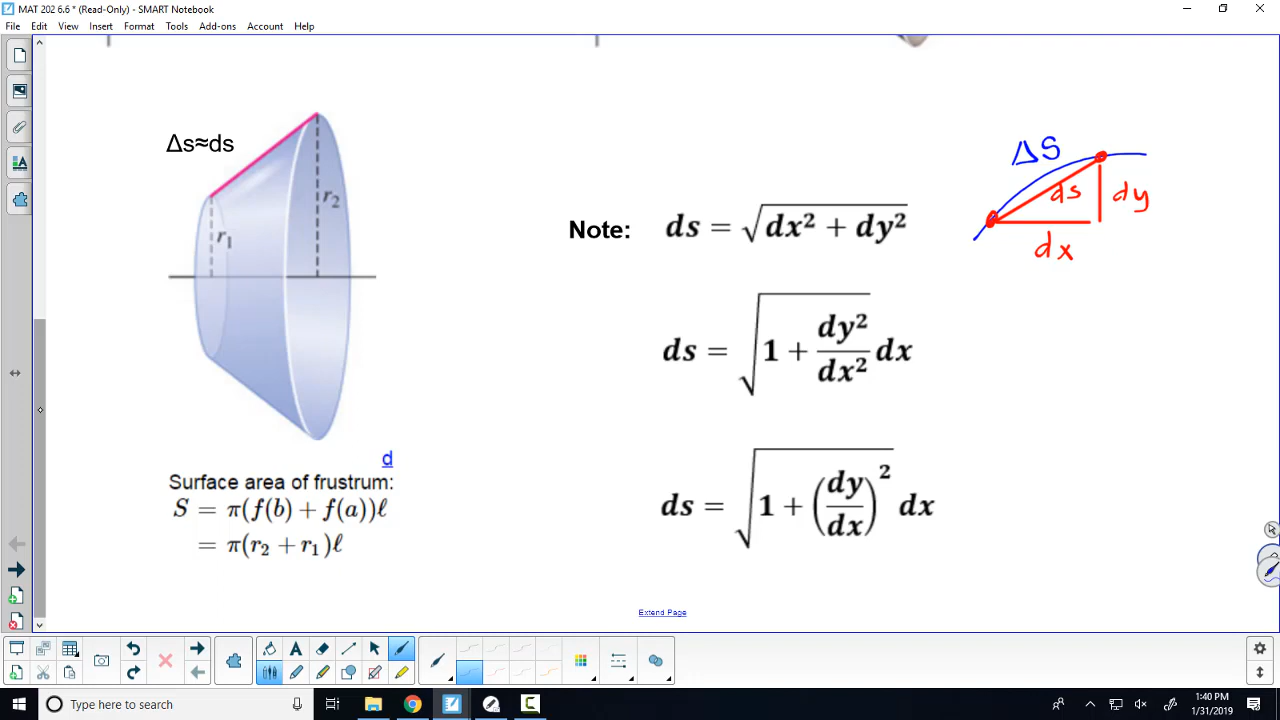 MAT 202 6.6 * (Read-Only) - SMART Notebook
File Edit View Insert Format Tools Add-ons Account Help
Δs≈ds
r₁
r₂
Note: ds = √(dx² + dy²)
ΔS
ds
dy
dx
ds = √(1 + dy²/dx²) dx
ds = √(1 + (dy/dx)²) dx
d
Surface area of frustrum:
S = π(f(b) + f(a))ℓ
= π(r₂ + r₁)ℓ
Extend Page
Type here to search
1:40 PM
1/31/2019